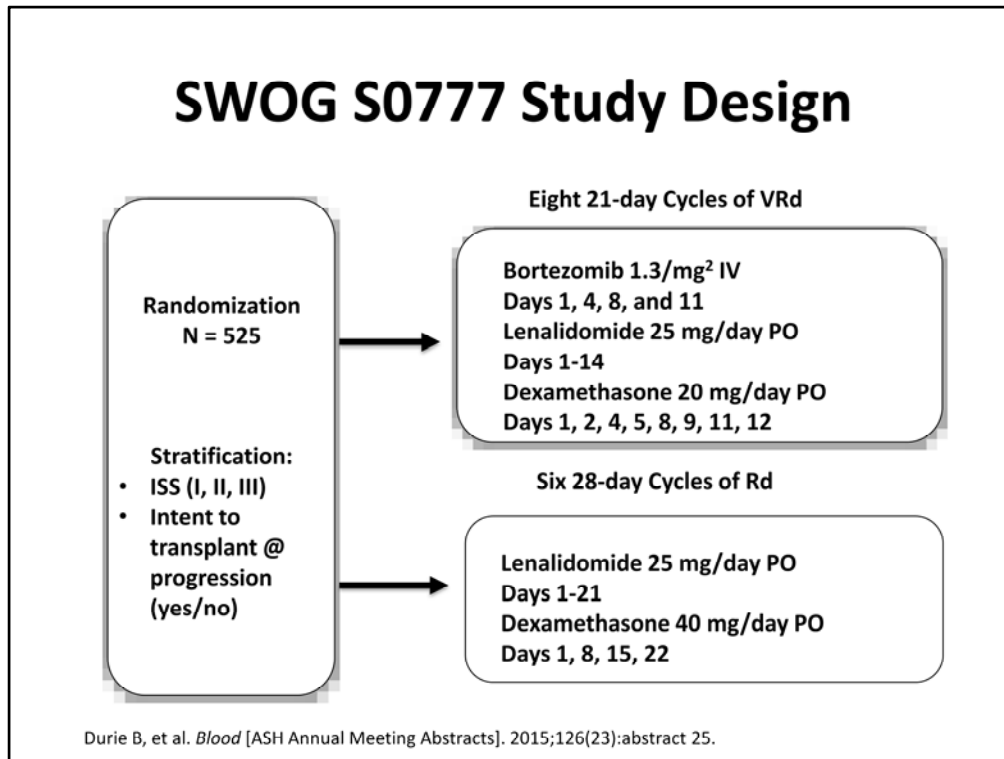 SWOG S0777 Study Design
Randomization
N = 525
Stratification:
• ISS (I, II, III)
• Intent to
transplant @
progression
(yes/no)
Eight 21-day Cycles of VRd
Bortezomib 1.3/mg² IV
Days 1, 4, 8, and 11
Lenalidomide 25 mg/day PO
Days 1-14
Dexamethasone 20 mg/day PO
Days 1, 2, 4, 5, 8, 9, 11, 12
Six 28-day Cycles of Rd
Lenalidomide 25 mg/day PO
Days 1-21
Dexamethasone 40 mg/day PO
Days 1, 8, 15, 22
Durie B, et al. Blood [ASH Annual Meeting Abstracts]. 2015;126(23):abstract 25.